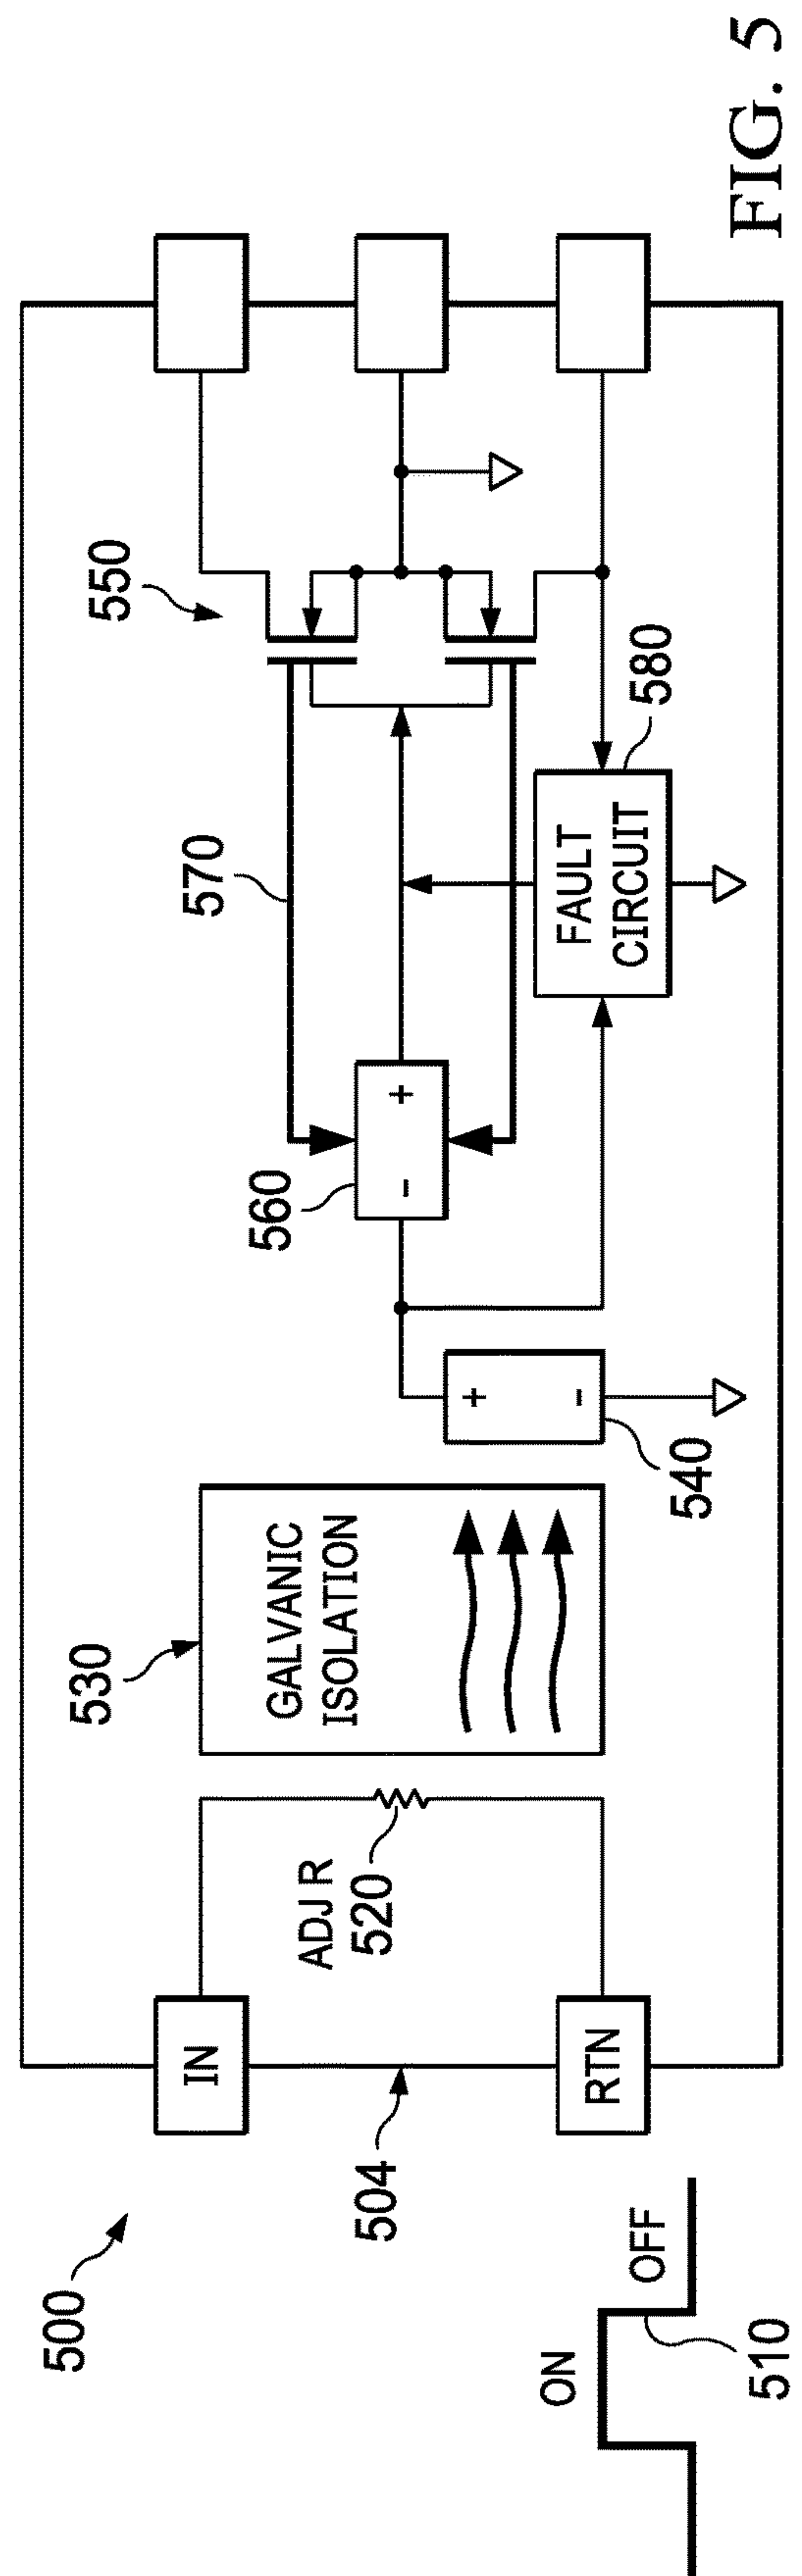 500
504
IN
RTN
ADJ R
520
530
GALVANIC
ISOLATION
540
+
-
560
-
+
570
550
FAULT
CIRCUIT
580
ON
OFF
510
FIG. 5